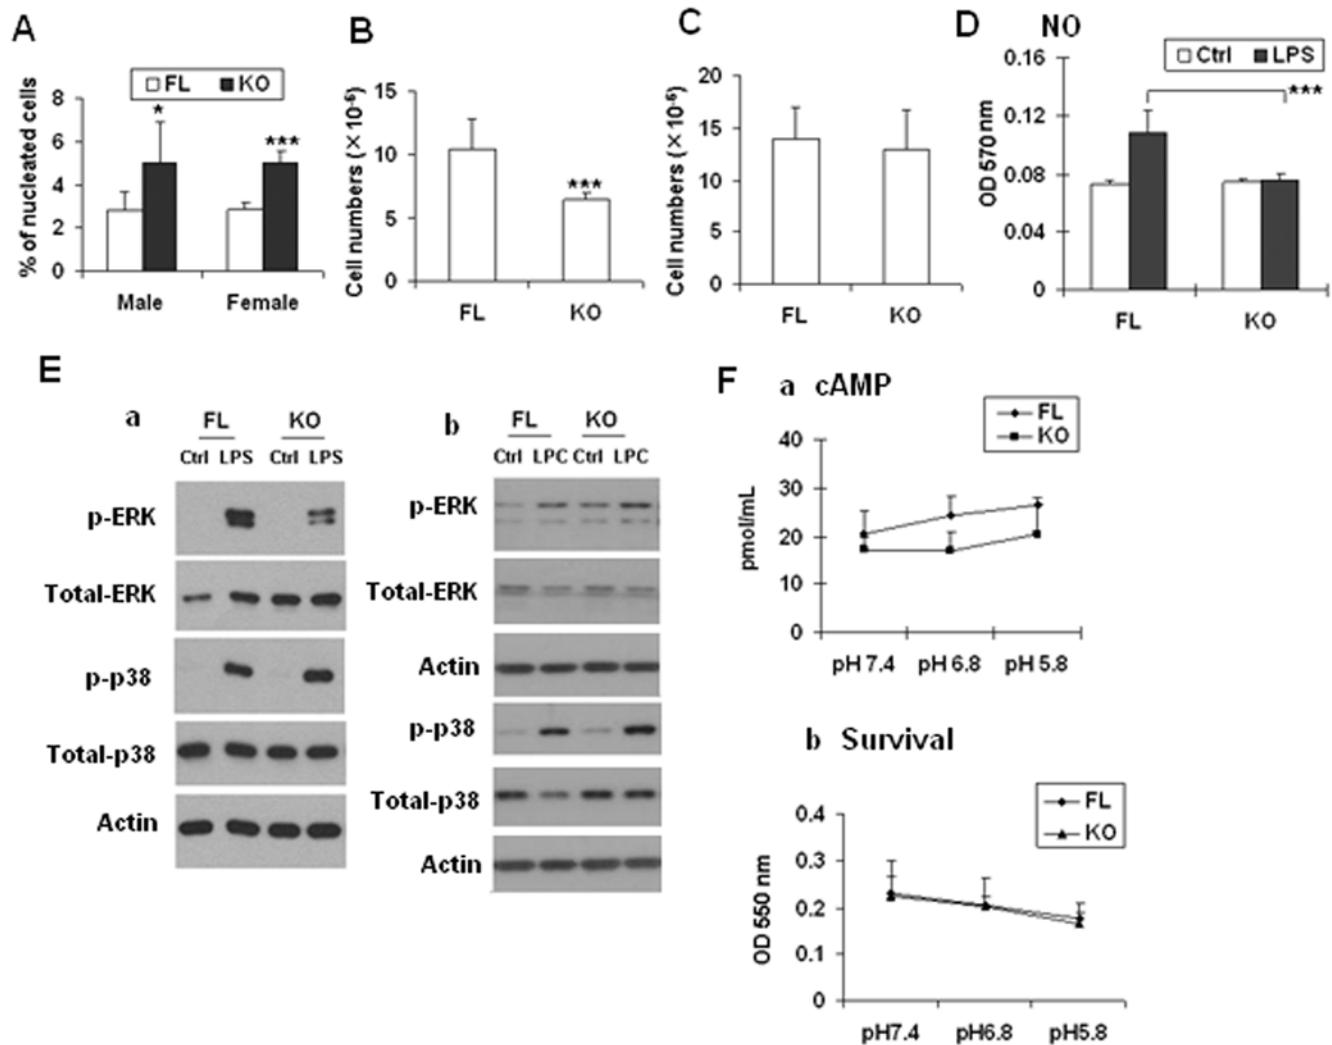 A
FL KO
% of nucleated cells
8
6
4
2
0
*
***
Male Female
B
Cell numbers (×10⁻⁶)
15
10
5
0
***
FL KO
C
Cell numbers (×10⁻⁶)
20
15
10
5
0
FL KO
D NO
Ctrl LPS
OD 570 nm
0.16
0.12
0.08
0.04
0
***
FL KO
E
a
FL KO
Ctrl LPS Ctrl LPS
p-ERK
Total-ERK
p-p38
Total-p38
Actin
b
FL KO
Ctrl LPC Ctrl LPC
p-ERK
Total-ERK
Actin
p-p38
Total-p38
Actin
F a cAMP
FL
KO
pmol/mL
40
30
20
10
0
pH 7.4 pH 6.8 pH 5.8
b Survival
FL
KO
OD 550 nm
0.4
0.3
0.2
0.1
0
pH7.4 pH6.8 pH5.8